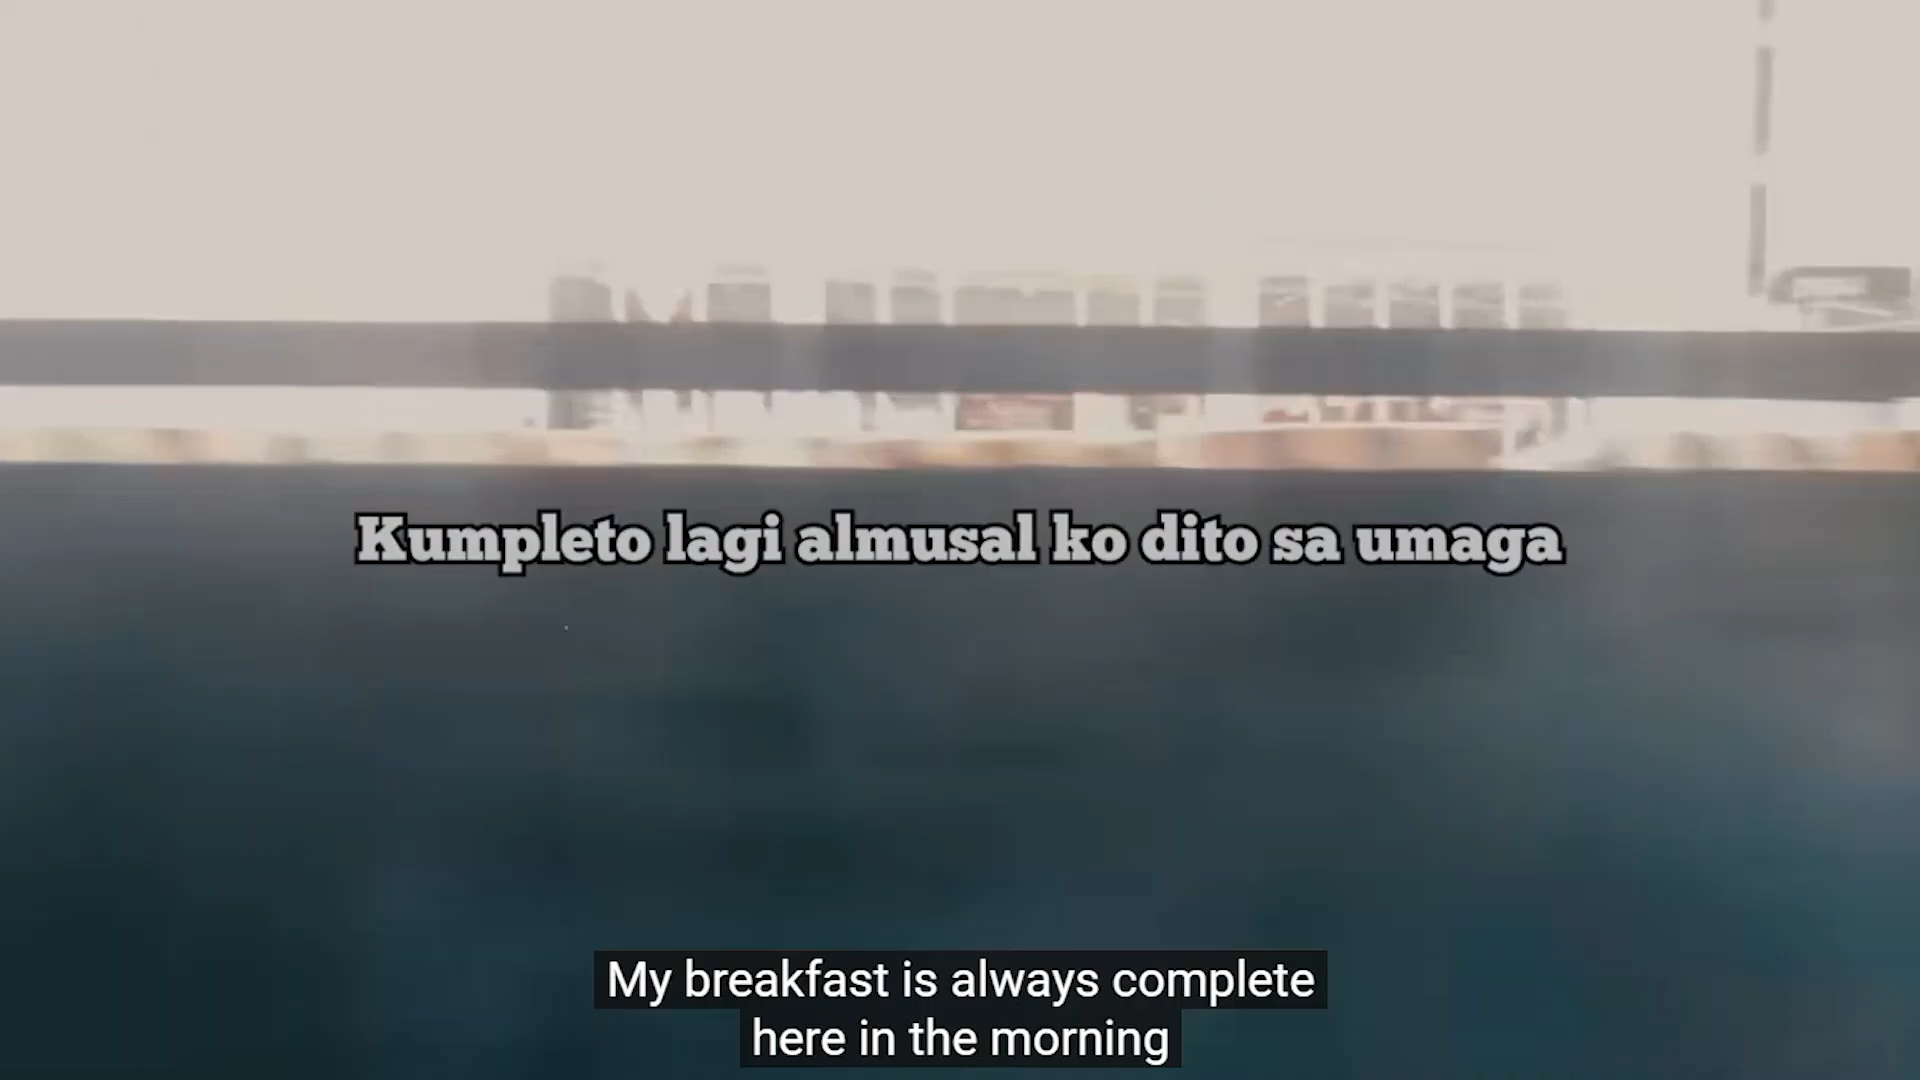 Kumpleto lagi almusal ko dito sa umaga
My breakfast is always complete
here in the morning